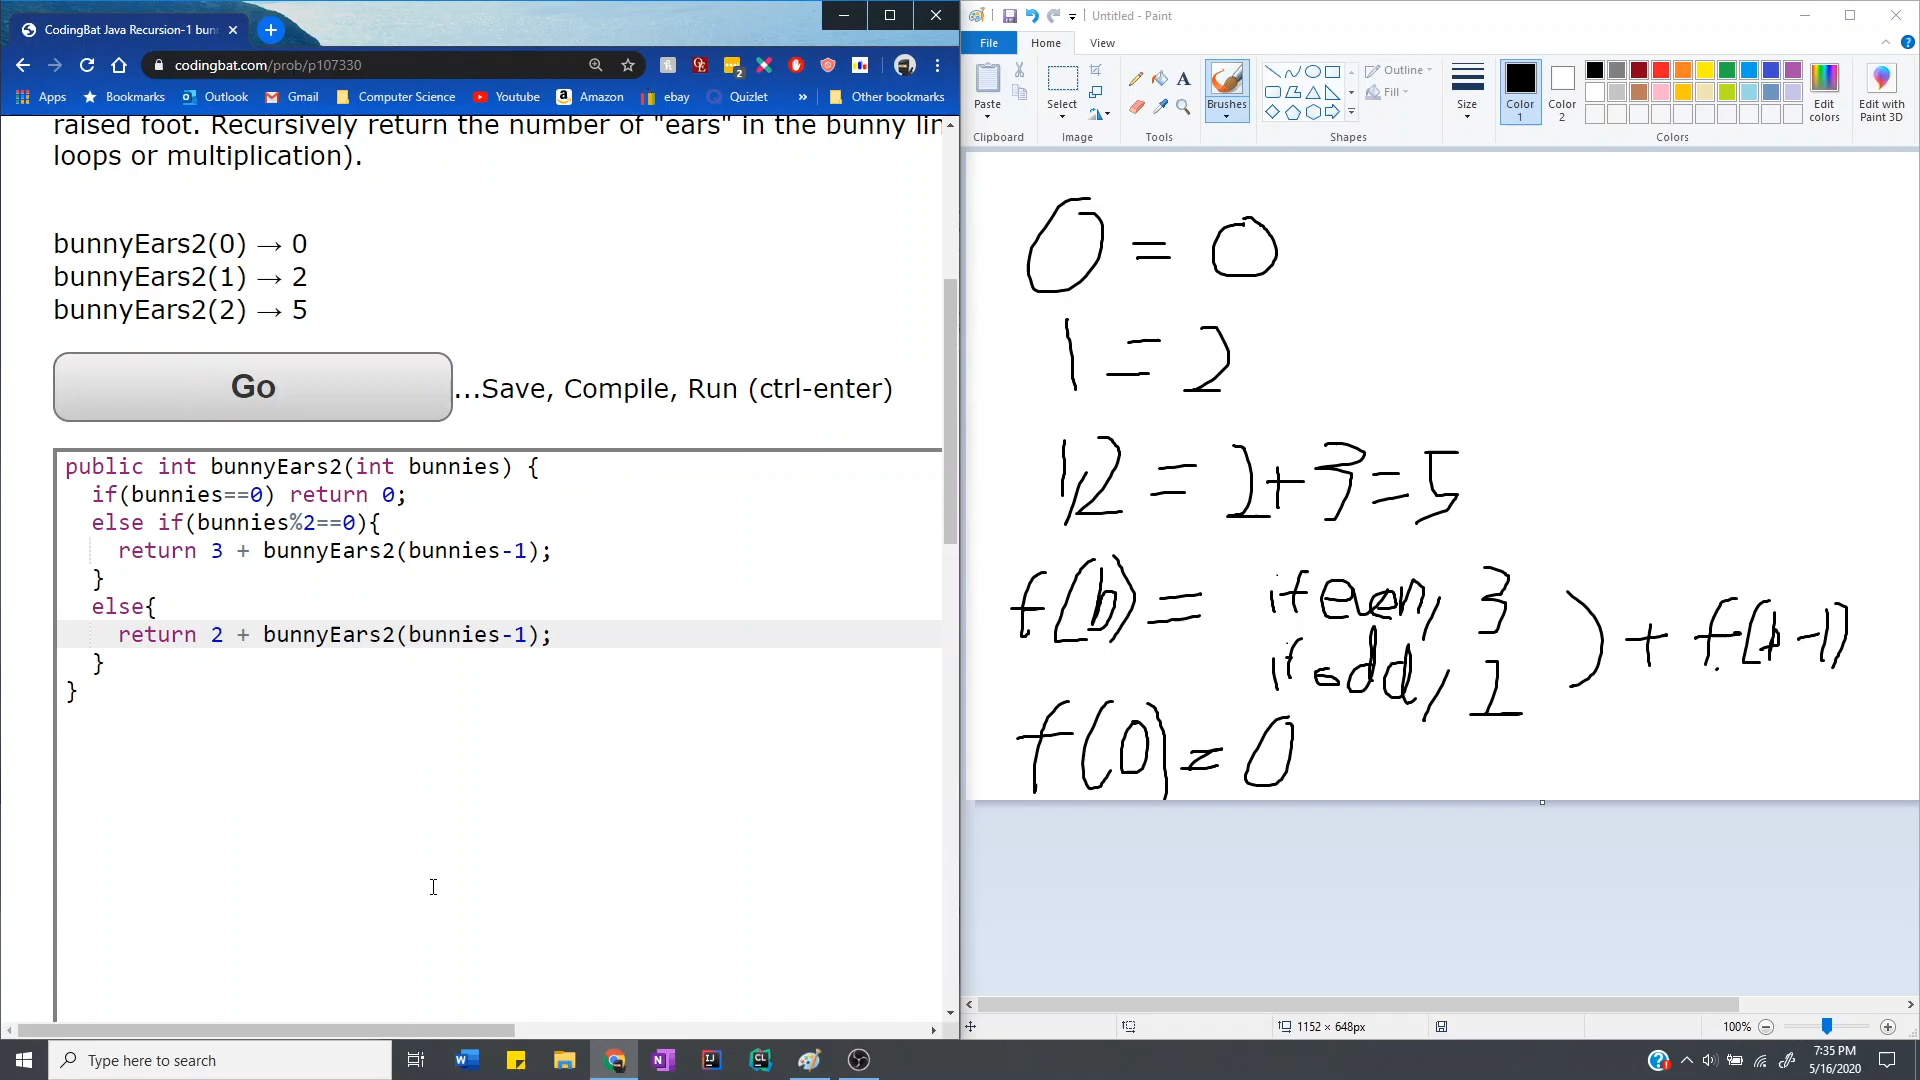 CodingBat Java Recursion-1 bun
codingbat.com/prob/p107330
Apps Bookmarks Outlook Gmail Computer Science Youtube Amazon ebay Quizlet » Other bookmarks
raised foot. Recursively return the number of "ears" in the bunny lin
loops or multiplication).
bunnyEars2(0) → 0
bunnyEars2(1) → 2
bunnyEars2(2) → 5
Go ...Save, Compile, Run (ctrl-enter)
public int bunnyEars2(int bunnies) {
if(bunnies==0) return 0;
else if(bunnies%2==0){
return 3 + bunnyEars2(bunnies-1);
}
else{
return 2 + bunnyEars2(bunnies-1);
}
}
Untitled - Paint
File Home View
Paste
Select
Brushes
Outline
Fill
Size
Color 1
Color 2
Edit colors
Edit with Paint 3D
Clipboard Image Tools Shapes Colors
0 = 0
1 = 2
1,2 = 2+3=5
f(b) = if even, 3
if odd, 2
) + f(b-1)
f(0) = 0
1152 × 648px
100%
Type here to search
7:35 PM
5/16/2020